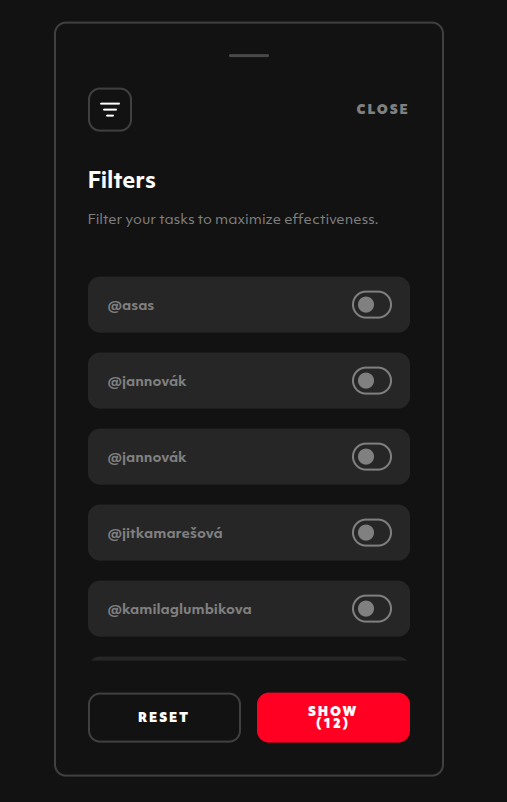 CLOSE
Filters
Filter your tasks to maximize effectiveness.
@asas
@jannovák
@jannovák
@jitkamarešová
@kamilaglumbikova
RESET
SHOW
(12)